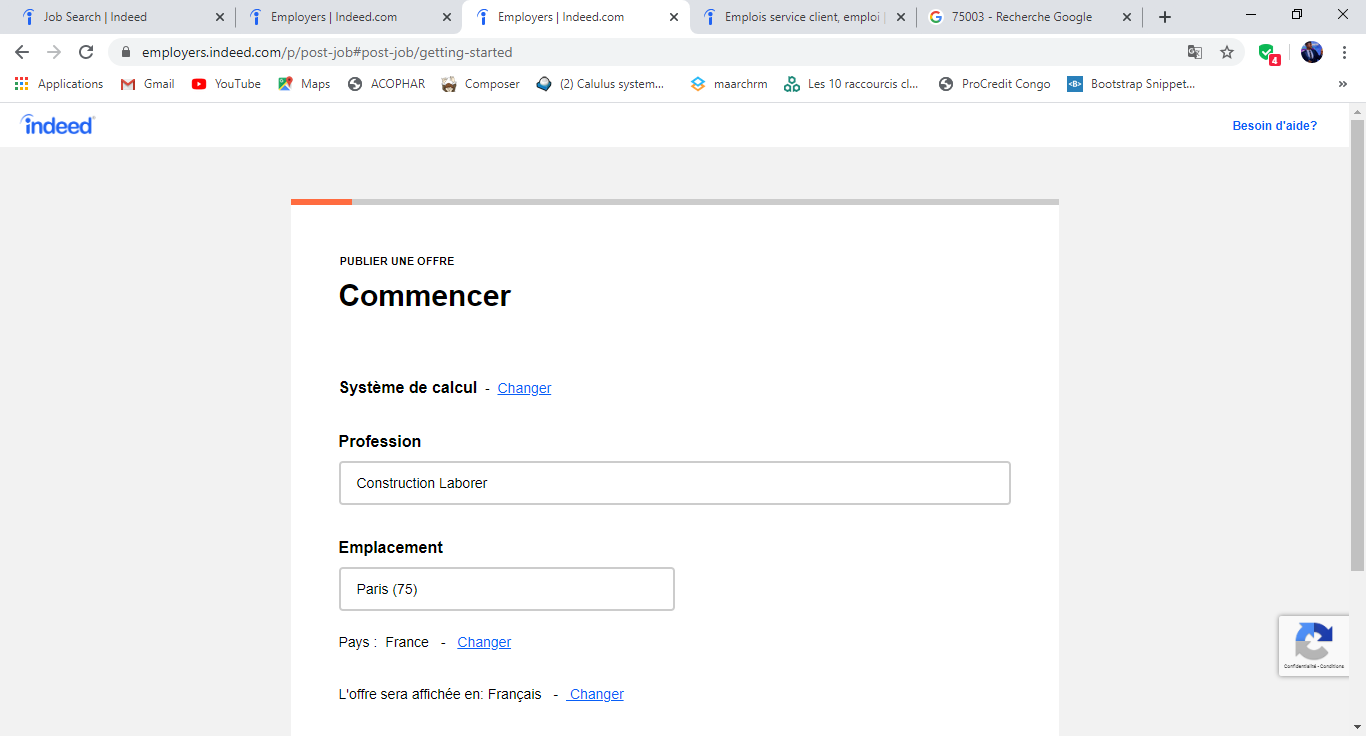 Job Search | Indeed
Employers | Indeed.com
Employers | Indeed.com
Emplois service client, emploi
75003 - Recherche Google
employers.indeed.com/p/post-job#post-job/getting-started
4
Applications
Gmail
YouTube
Maps
ACOPHAR
Composer
(2) Calulus system...
maarchrm
Les 10 raccourcis cl...
ProCredit Congo
<B>
Bootstrap Snippet...
»
indeed
Besoin d'aide?
PUBLIER UNE OFFRE
Commencer
Système de calcul - Changer
Profession
Construction Laborer
Emplacement
Paris (75)
Pays : France - Changer
L'offre sera affichée en: Français - Changer
Confidentialité - Conditions